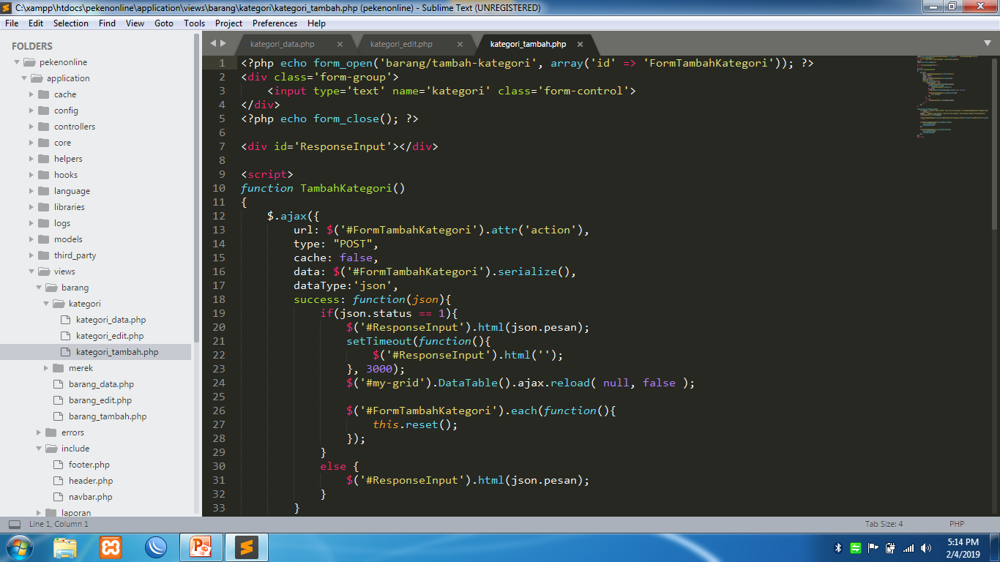 C:\xampp\htdocs\pekenonline\application\views\barang\kategori\kategori_tambah.php (pekenonline) - Sublime Text (UNREGISTERED)
File Edit Selection Find View Goto Tools Project Preferences Help
FOLDERS
pekenonline
application
cache
config
controllers
core
helpers
hooks
language
libraries
logs
models
third_party
views
barang
kategori
kategori_data.php
kategori_edit.php
kategori_tambah.php
merek
barang_data.php
barang_edit.php
barang_tambah.php
errors
include
footer.php
header.php
navbar.php
laporan
kategori_data.php kategori_edit.php kategori_tambah.php
1 <?php echo form_open('barang/tambah-kategori', array('id' => 'FormTambahKategori')); ?>
2 <div class='form-group'>
3     <input type='text' name='kategori' class='form-control'>
4 </div>
5 <?php echo form_close(); ?>
6
7 <div id='ResponseInput'></div>
8
9 <script>
10 function TambahKategori()
11 {
12     $.ajax({
13         url: $('#FormTambahKategori').attr('action'),
14         type: "POST",
15         cache: false,
16         data: $('#FormTambahKategori').serialize(),
17         dataType:'json',
18         success: function(json){
19             if(json.status == 1){
20                 $('#ResponseInput').html(json.pesan);
21                 setTimeout(function(){
22                     $('#ResponseInput').html('');
23                 }, 3000);
24                 $('#my-grid').DataTable().ajax.reload( null, false );
25
26                 $('#FormTambahKategori').each(function(){
27                     this.reset();
28                 });
29             }
30             else {
31                 $('#ResponseInput').html(json.pesan);
32             }
33         }
Line 1, Column 1
Tab Size: 4 PHP
5:14 PM
2/4/2019